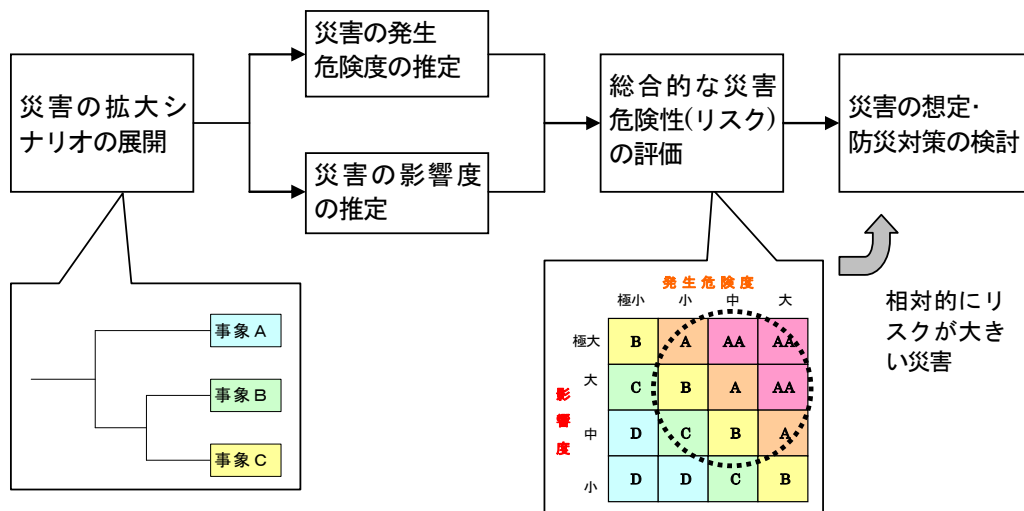 災害の拡大シ
ナリオの展開
災害の発生
危険度の推定
災害の影響度
の推定
総合的な災害
危険性(リスク)
の評価
災害の想定・
防災対策の検討
事象A
事象B
事象C
発生危険度
極小 小 中 大
影響度
極大 B A AA AA
大 C B A AA
中 D C B A
小 D D C B
相対的にリ
スクが大き
い災害